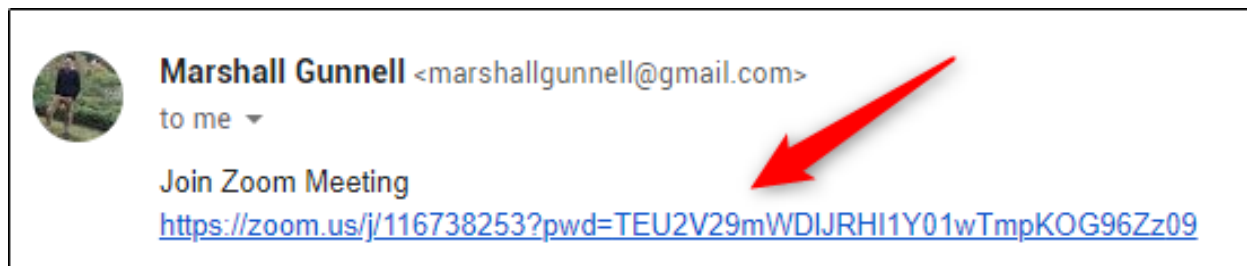 Marshall Gunnell <marshallgunnell@gmail.com>
to me
Join Zoom Meeting
https://zoom.us/j/116738253?pwd=TEU2V29mWDlJRHI1Y01wTmpKOG96Zz09